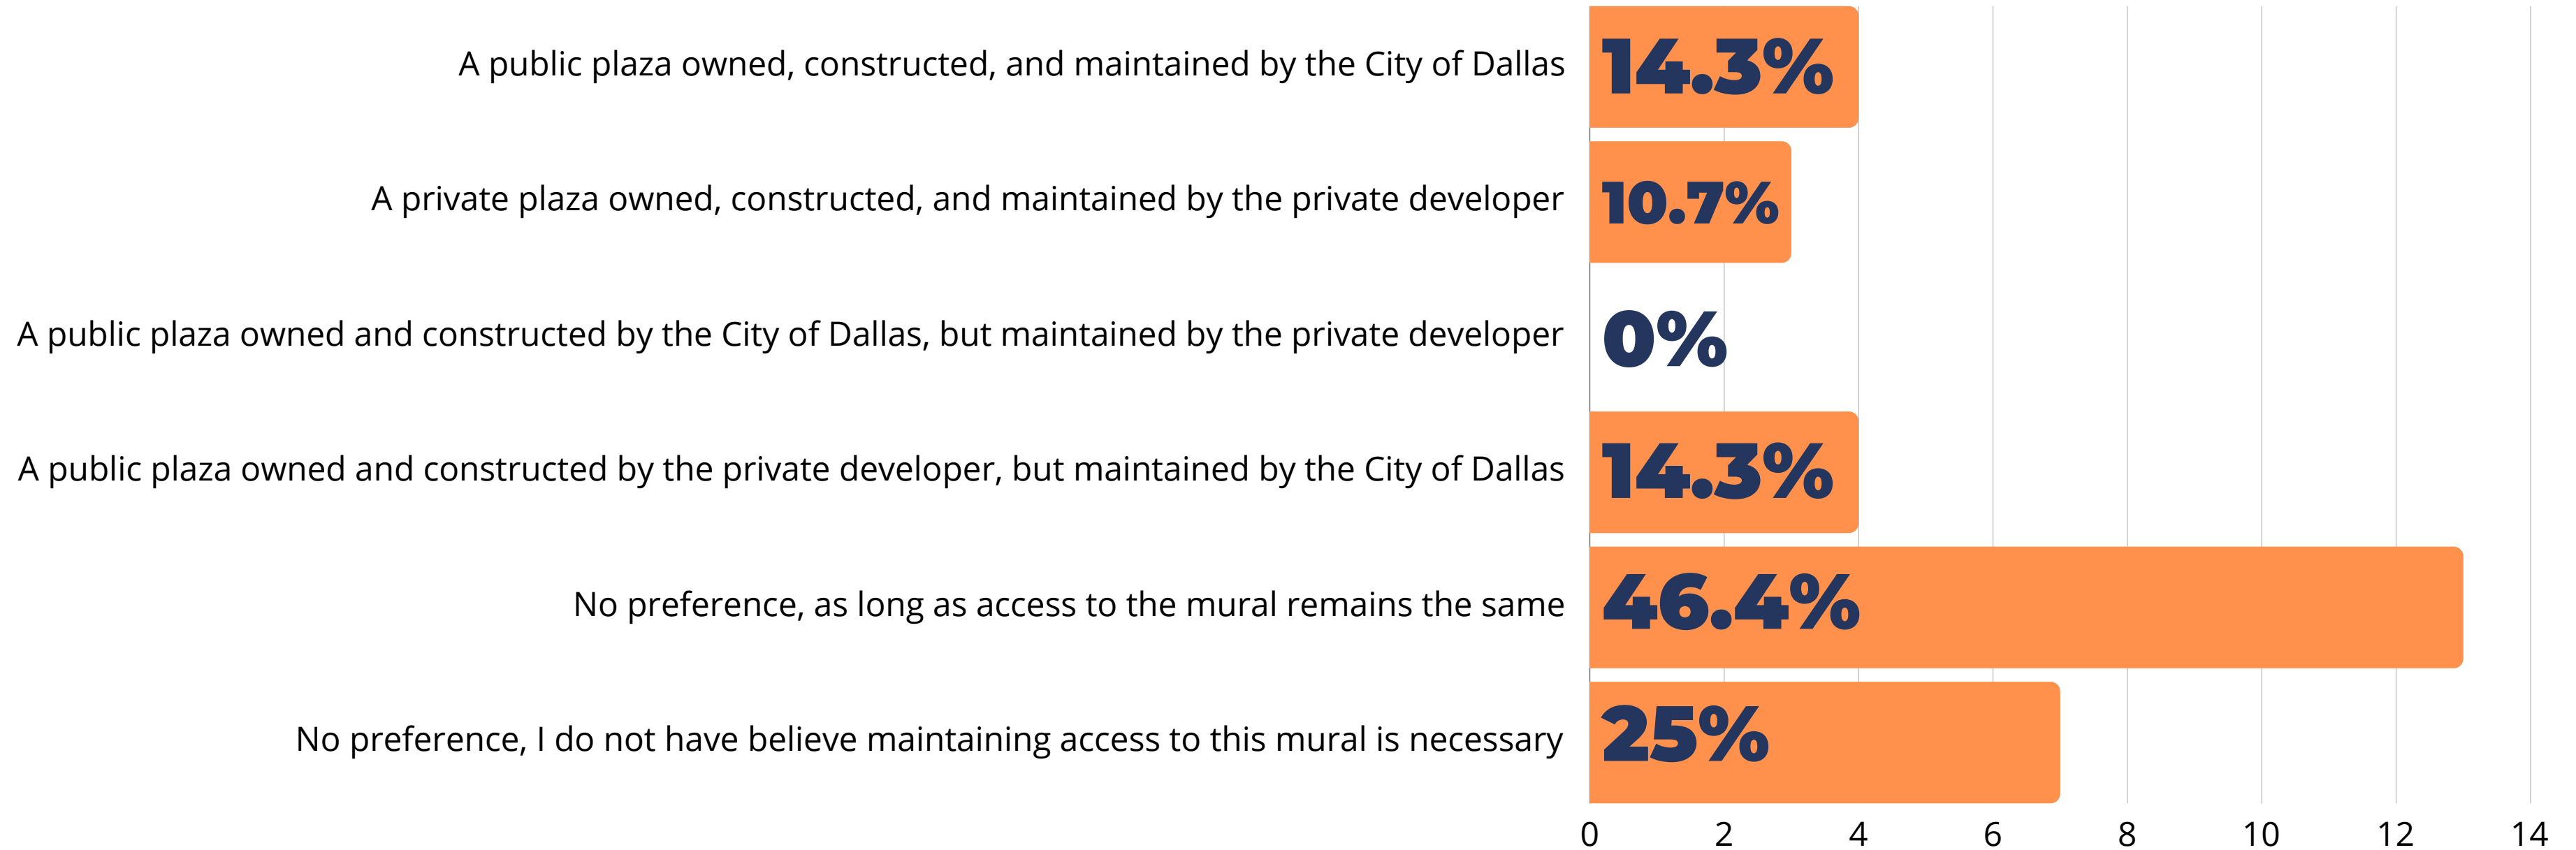 A public plaza owned, constructed, and maintained by the City of Dallas 14.3%
A private plaza owned, constructed, and maintained by the private developer 10.7%
A public plaza owned and constructed by the City of Dallas, but maintained by the private developer 0%
A public plaza owned and constructed by the private developer, but maintained by the City of Dallas 14.3%
No preference, as long as access to the mural remains the same 46.4%
No preference, I do not have believe maintaining access to this mural is necessary 25%
0 2 4 6 8 10 12 14